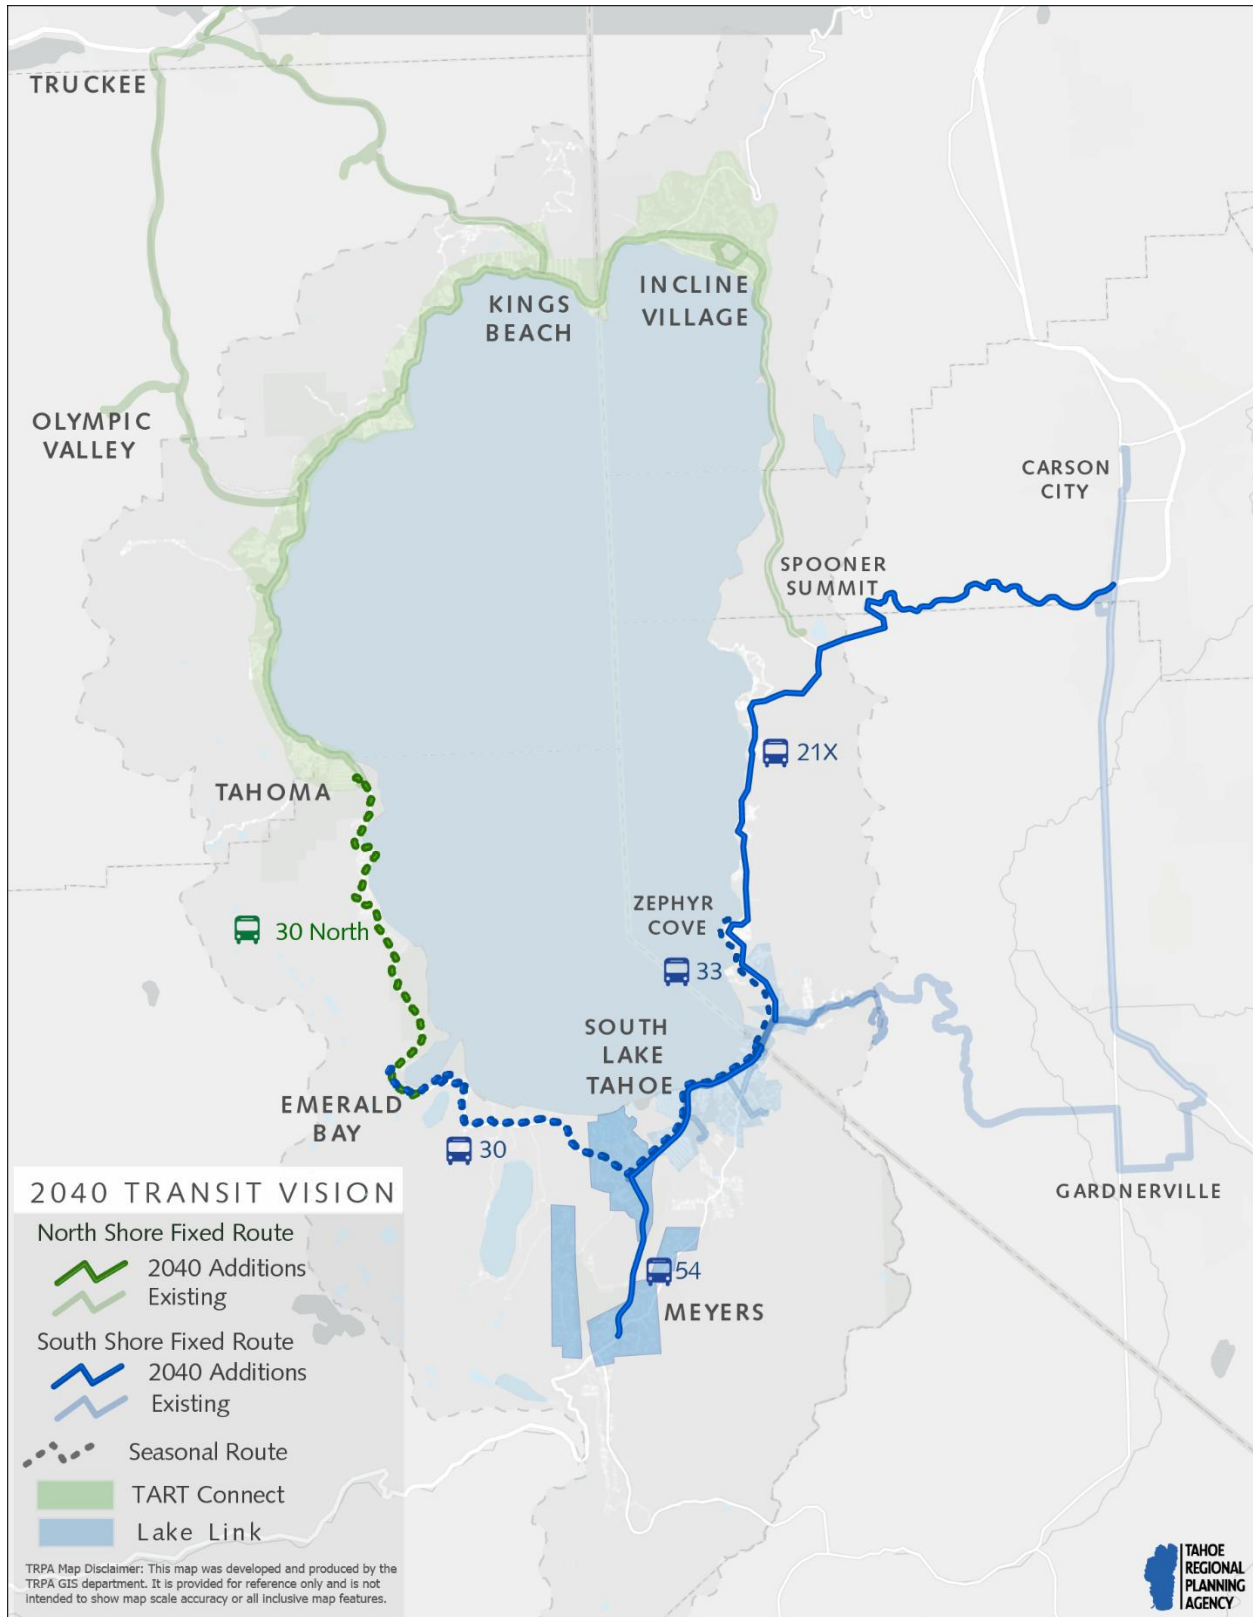 TRUCKEE
INCLINE
VILLAGE
KINGS
BEACH
OLYMPIC
VALLEY
CARSON
CITY
SPOONER
SUMMIT
21X
TAHOMA
ZEPHYR
COVE
30 North
33
SOUTH
LAKE
TAHOE
EMERALD
BAY
30
GARDNERVILLE
54
MEYERS
2040 TRANSIT VISION
North Shore Fixed Route
2040 Additions
Existing
South Shore Fixed Route
2040 Additions
Existing
Seasonal Route
TART Connect
Lake Link
TRPA Map Disclaimer: This map was developed and produced by the
TRPA GIS department. It is provided for reference only and is not
intended to show map scale accuracy or all inclusive map features.
TAHOE
REGIONAL
PLANNING
AGENCY